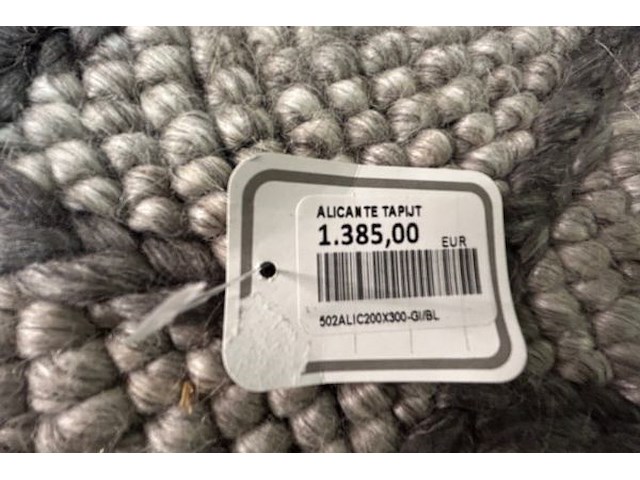 ALICANTE TAPIJT
1.385,00 EUR
502ALIC200X300-GI/BL